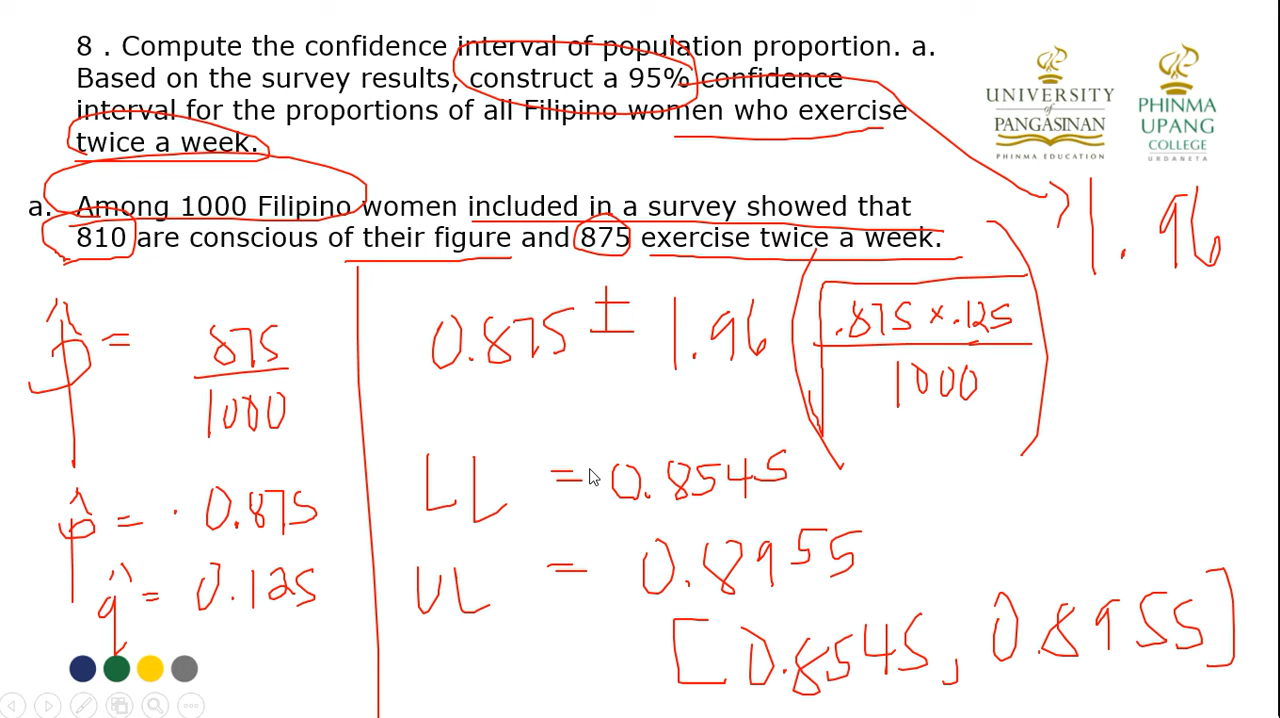 8 . Compute the confidence interval of population proportion. a.
Based on the survey results, construct a 95% confidence
interval for the proportions of all Filipino women who exercise
twice a week.
UNIVERSITY
of
PANGASINAN
PHINMA EDUCATION
PHINMA
UPANG
COLLEGE
URDANETA
a. Among 1000 Filipino women included in a survey showed that
810 are conscious of their figure and 875 exercise twice a week.
1.96
p̂ = 875/1000
0.875 ± 1.96 (√(.875 × .125/1000))
p̂ = 0.875
q̂ = 0.125
LL = 0.8545
UL = 0.8955
[0.8545, 0.8955]